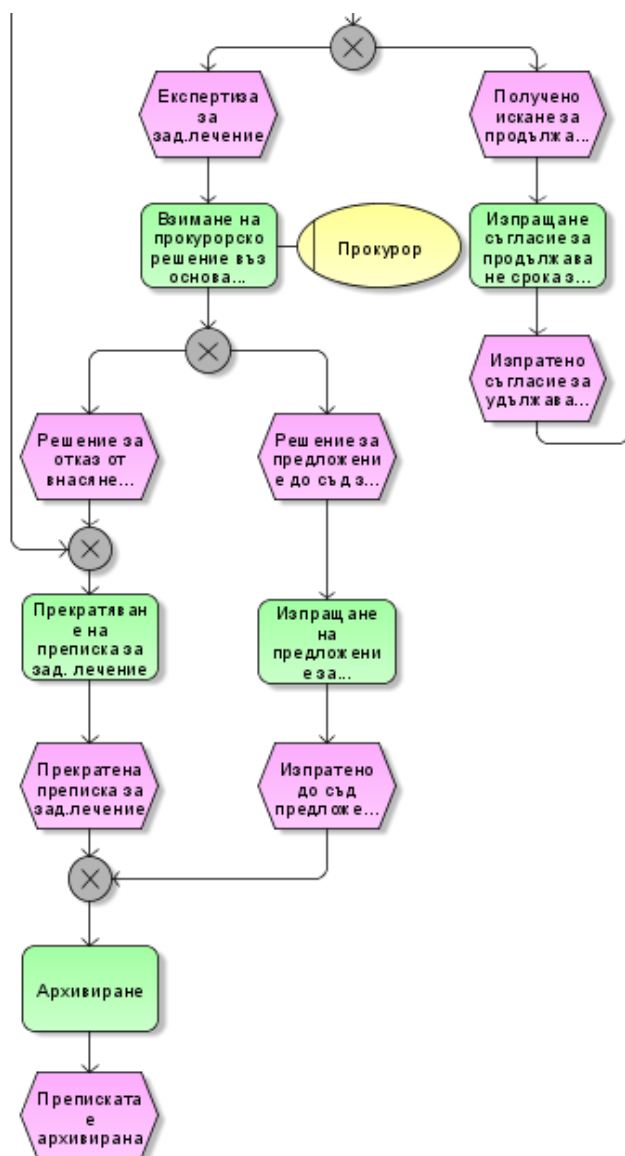 Експертиза
за
зад.лечение
Получено
искане за
продължа...
Взимане на
прокурорско
решение въз
основа...
Прокурор
Изпращане
съгласие за
продължава
не срока з...
Изпратено
съгласие за
удължава...
Решение за
отказ от
внасяне...
Решение за
предложени
е до съд з...
Прекратяван
е на
преписка за
зад. лечение
Изпращане
на
предложени
е за...
Прекратена
преписка за
зад.лечение
Изпратено
до съд
предложе...
Архивиране
Преписката
е
архивирана